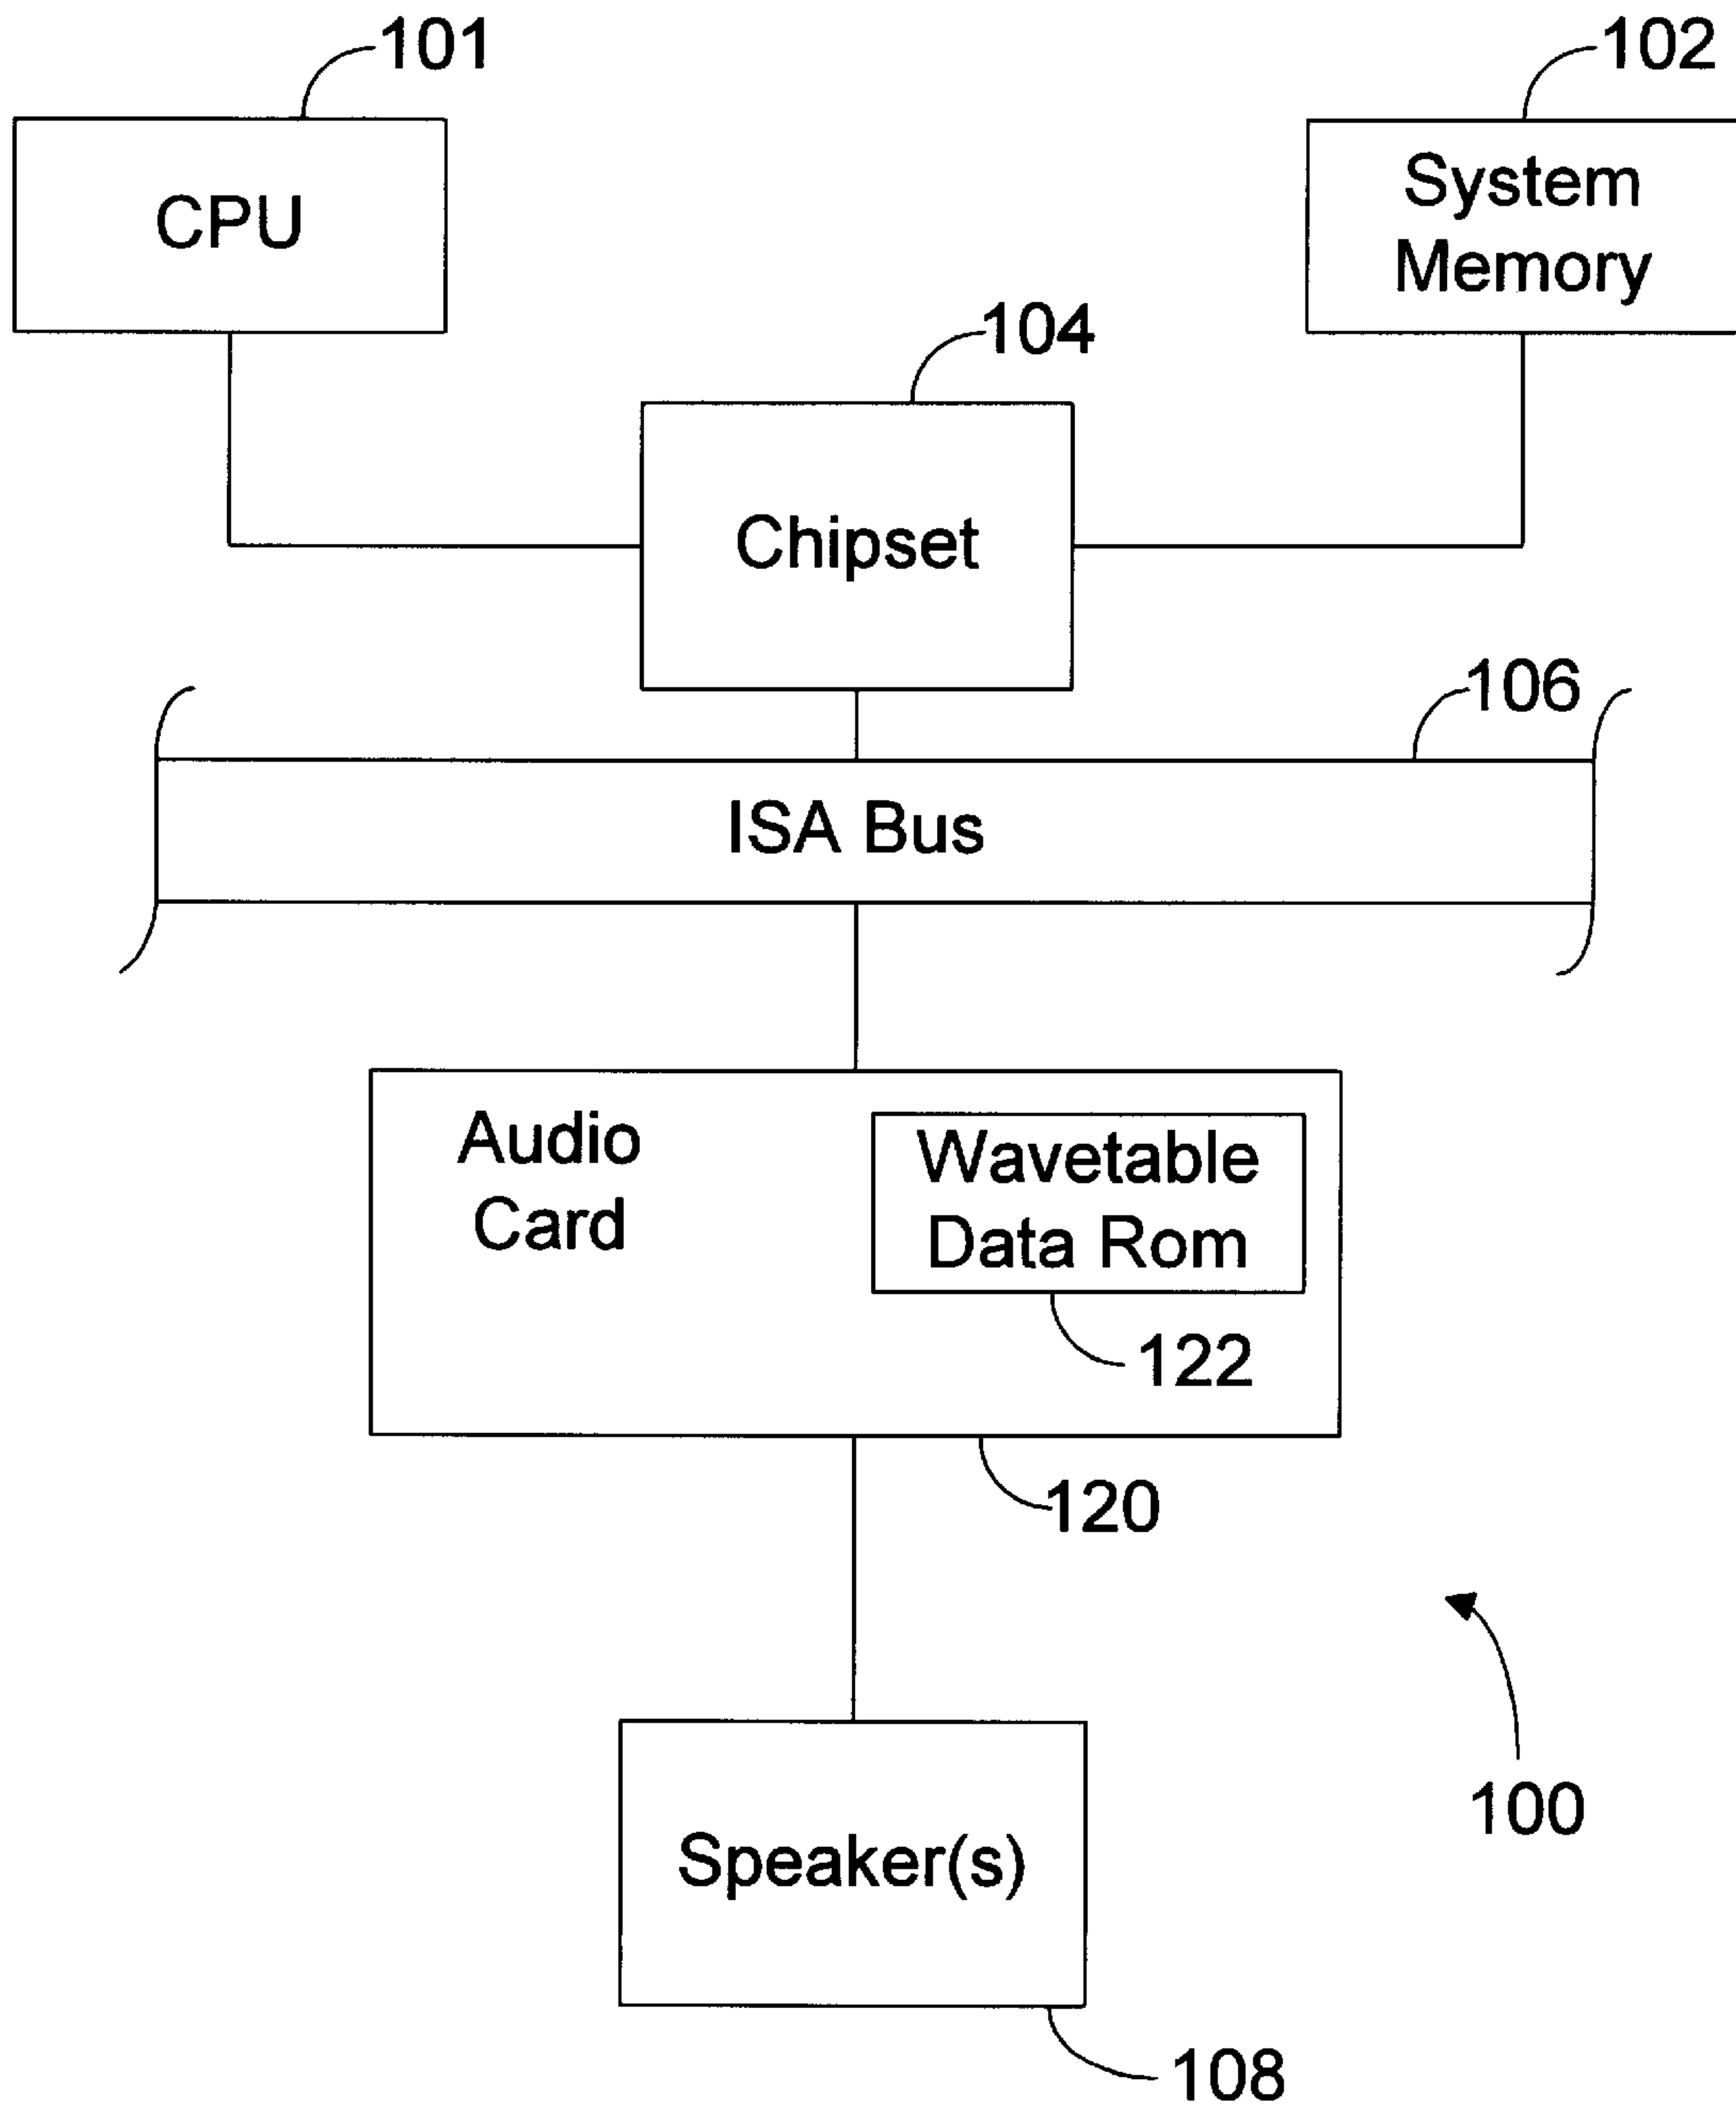 101
102
CPU
System
Memory
104
Chipset
106
ISA Bus
Audio
Card
Wavetable
Data Rom
122
120
100
Speaker(s)
108